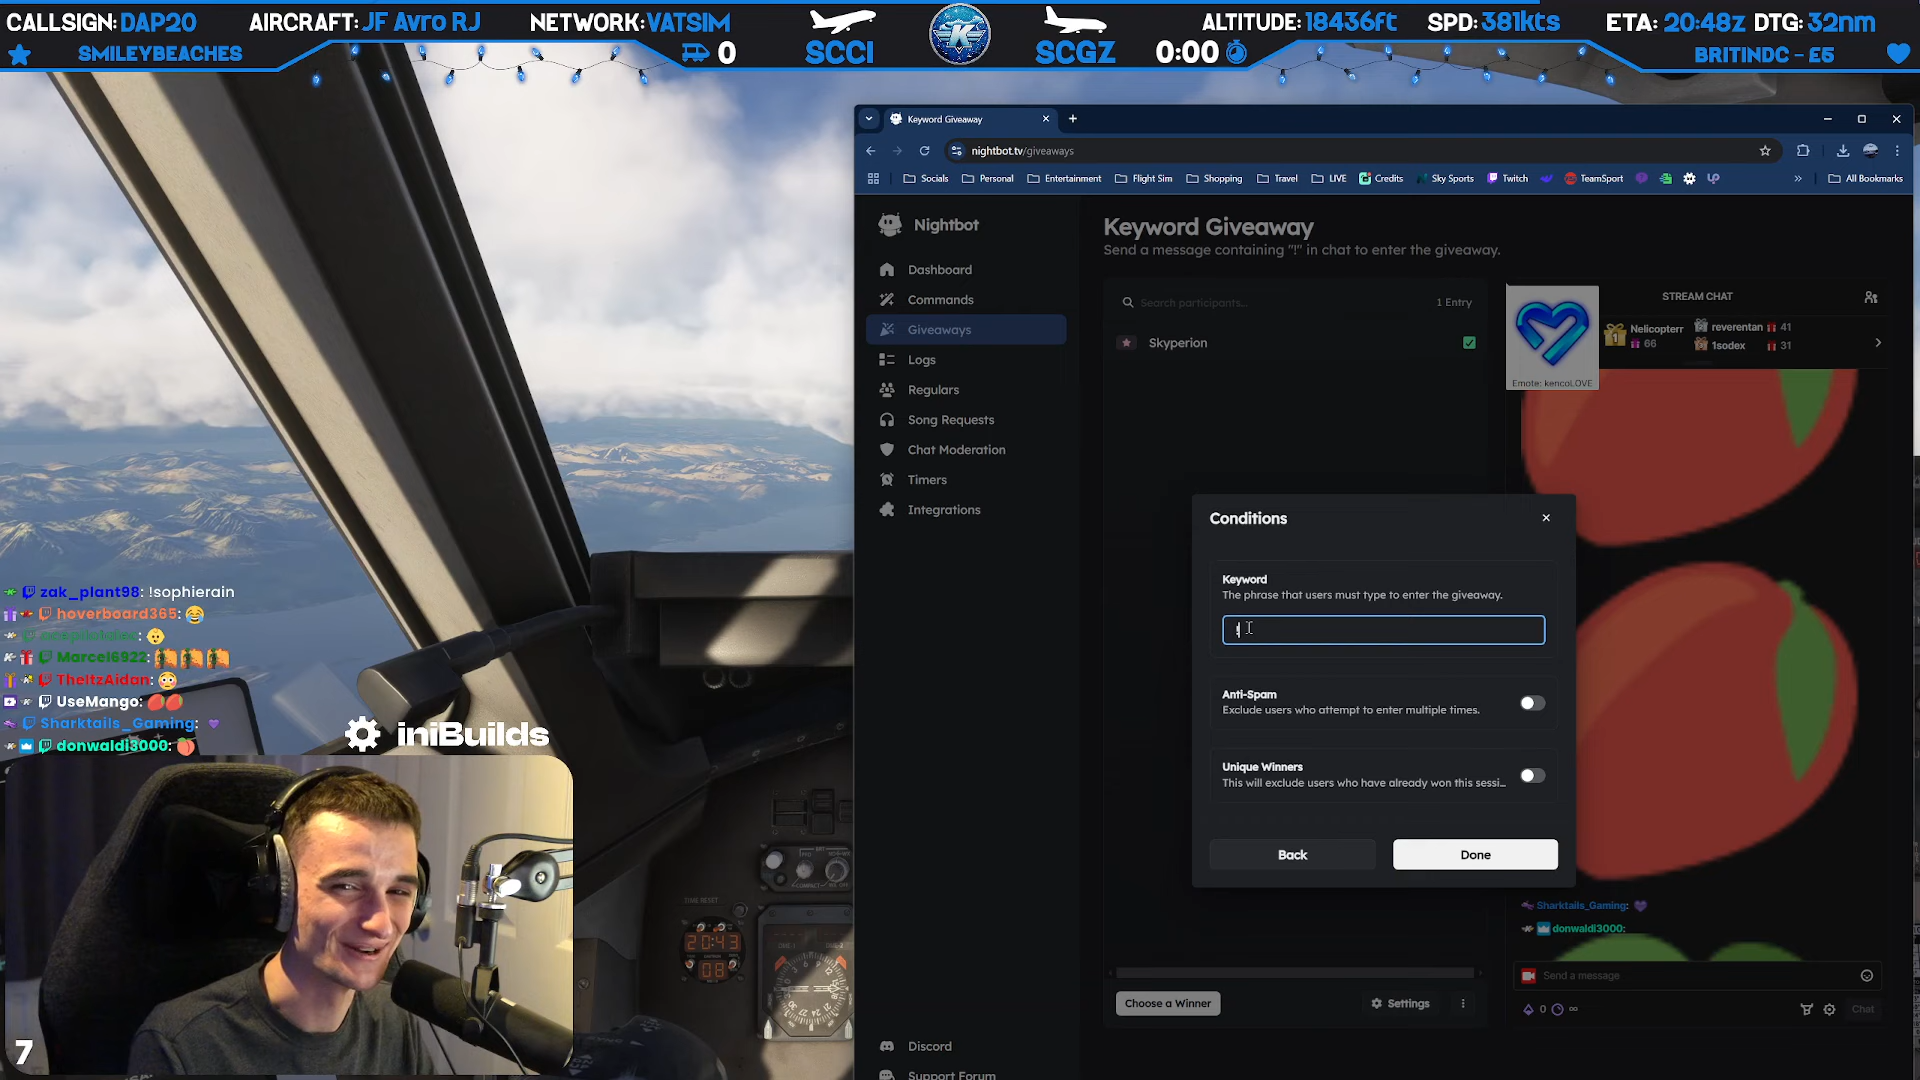 CALLSIGN: DAP20
AIRCRAFT: JF Avro RJ
NETWORK: VATSIM
ALTITUDE: 18436ft
SPD: 381kts
ETA: 20:48z DTG: 32nm
SMILEYBEACHES
0
SCCI
SCGZ
0:00
BRITINDC - £5
Keyword Giveaway
nightbot.tv/giveaways
Socials
Personal
Entertainment
Flight Sim
Shopping
Travel
LIVE
Credits
Sky Sports
Twitch
TeamSport
»
All Bookmarks
Nightbot
Dashboard
Commands
Giveaways
Logs
Regulars
Song Requests
Chat Moderation
Timers
Integrations
Discord
Support Forum
Keyword Giveaway
Send a message containing "!" in chat to enter the giveaway.
Search participants...
1 Entry
Skyperion
STREAM CHAT
Nelicopterr
66
reverentan 41
1sodex 31
Emote: kencoLOVE
Conditions
Keyword
The phrase that users must type to enter the giveaway.
!
Anti-Spam
Exclude users who attempt to enter multiple times.
Unique Winners
This will exclude users who have already won this sessi...
Back
Done
Sharktails_Gaming:
donwaldi3000:
Send a message
0
Chat
Choose a Winner
Settings
zak_plant98: !sophierain
hoverboard365:
Marcel6922:
TheItzAidan:
UseMango:
Sharktails_Gaming:
donwaldi3000:
iniBuilds
20:43
08
7